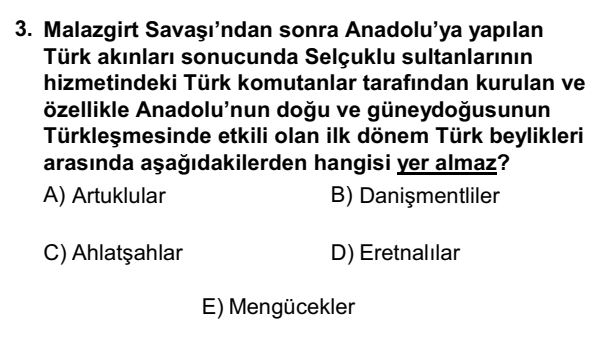 3. Malazgirt Savaşı’ndan sonra Anadolu’ya yapılan
Türk akınları sonucunda Selçuklu sultanlarının
hizmetindeki Türk komutanlar tarafından kurulan ve
özellikle Anadolu’nun doğu ve güneydoğusunun
Türkleşmesinde etkili olan ilk dönem Türk beylikleri
arasında aşağıdakilerden hangisi yer almaz?
A) Artuklular B) Danişmentliler
C) Ahlatşahlar D) Eretnalılar
E) Mengücekler